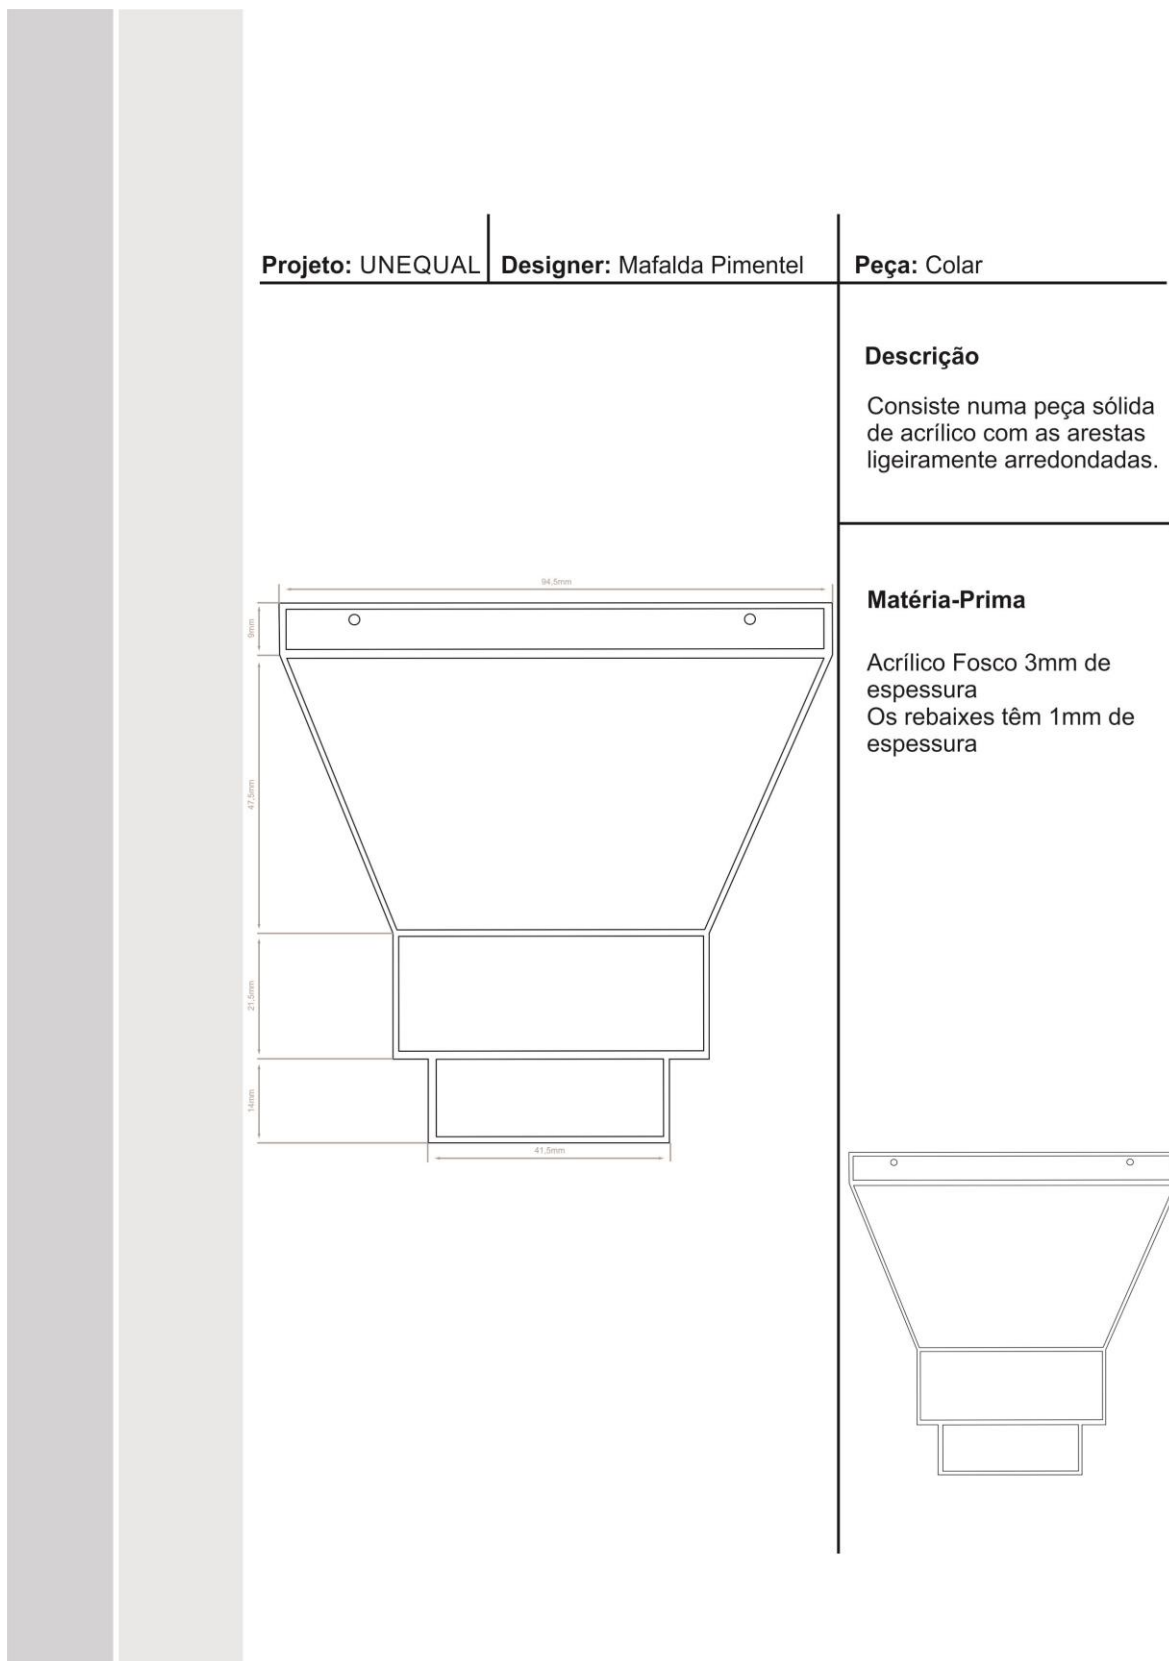 Projeto: UNEQUAL
Designer: Mafalda Pimentel
Peça: Colar
Descrição
Consiste numa peça sólida
de acrílico com as arestas
ligeiramente arredondadas.
94,5mm
9mm
47,5mm
21,5mm
14mm
41,5mm
Matéria-Prima
Acrílico Fosco 3mm de
espessura
Os rebaixes têm 1mm de
espessura